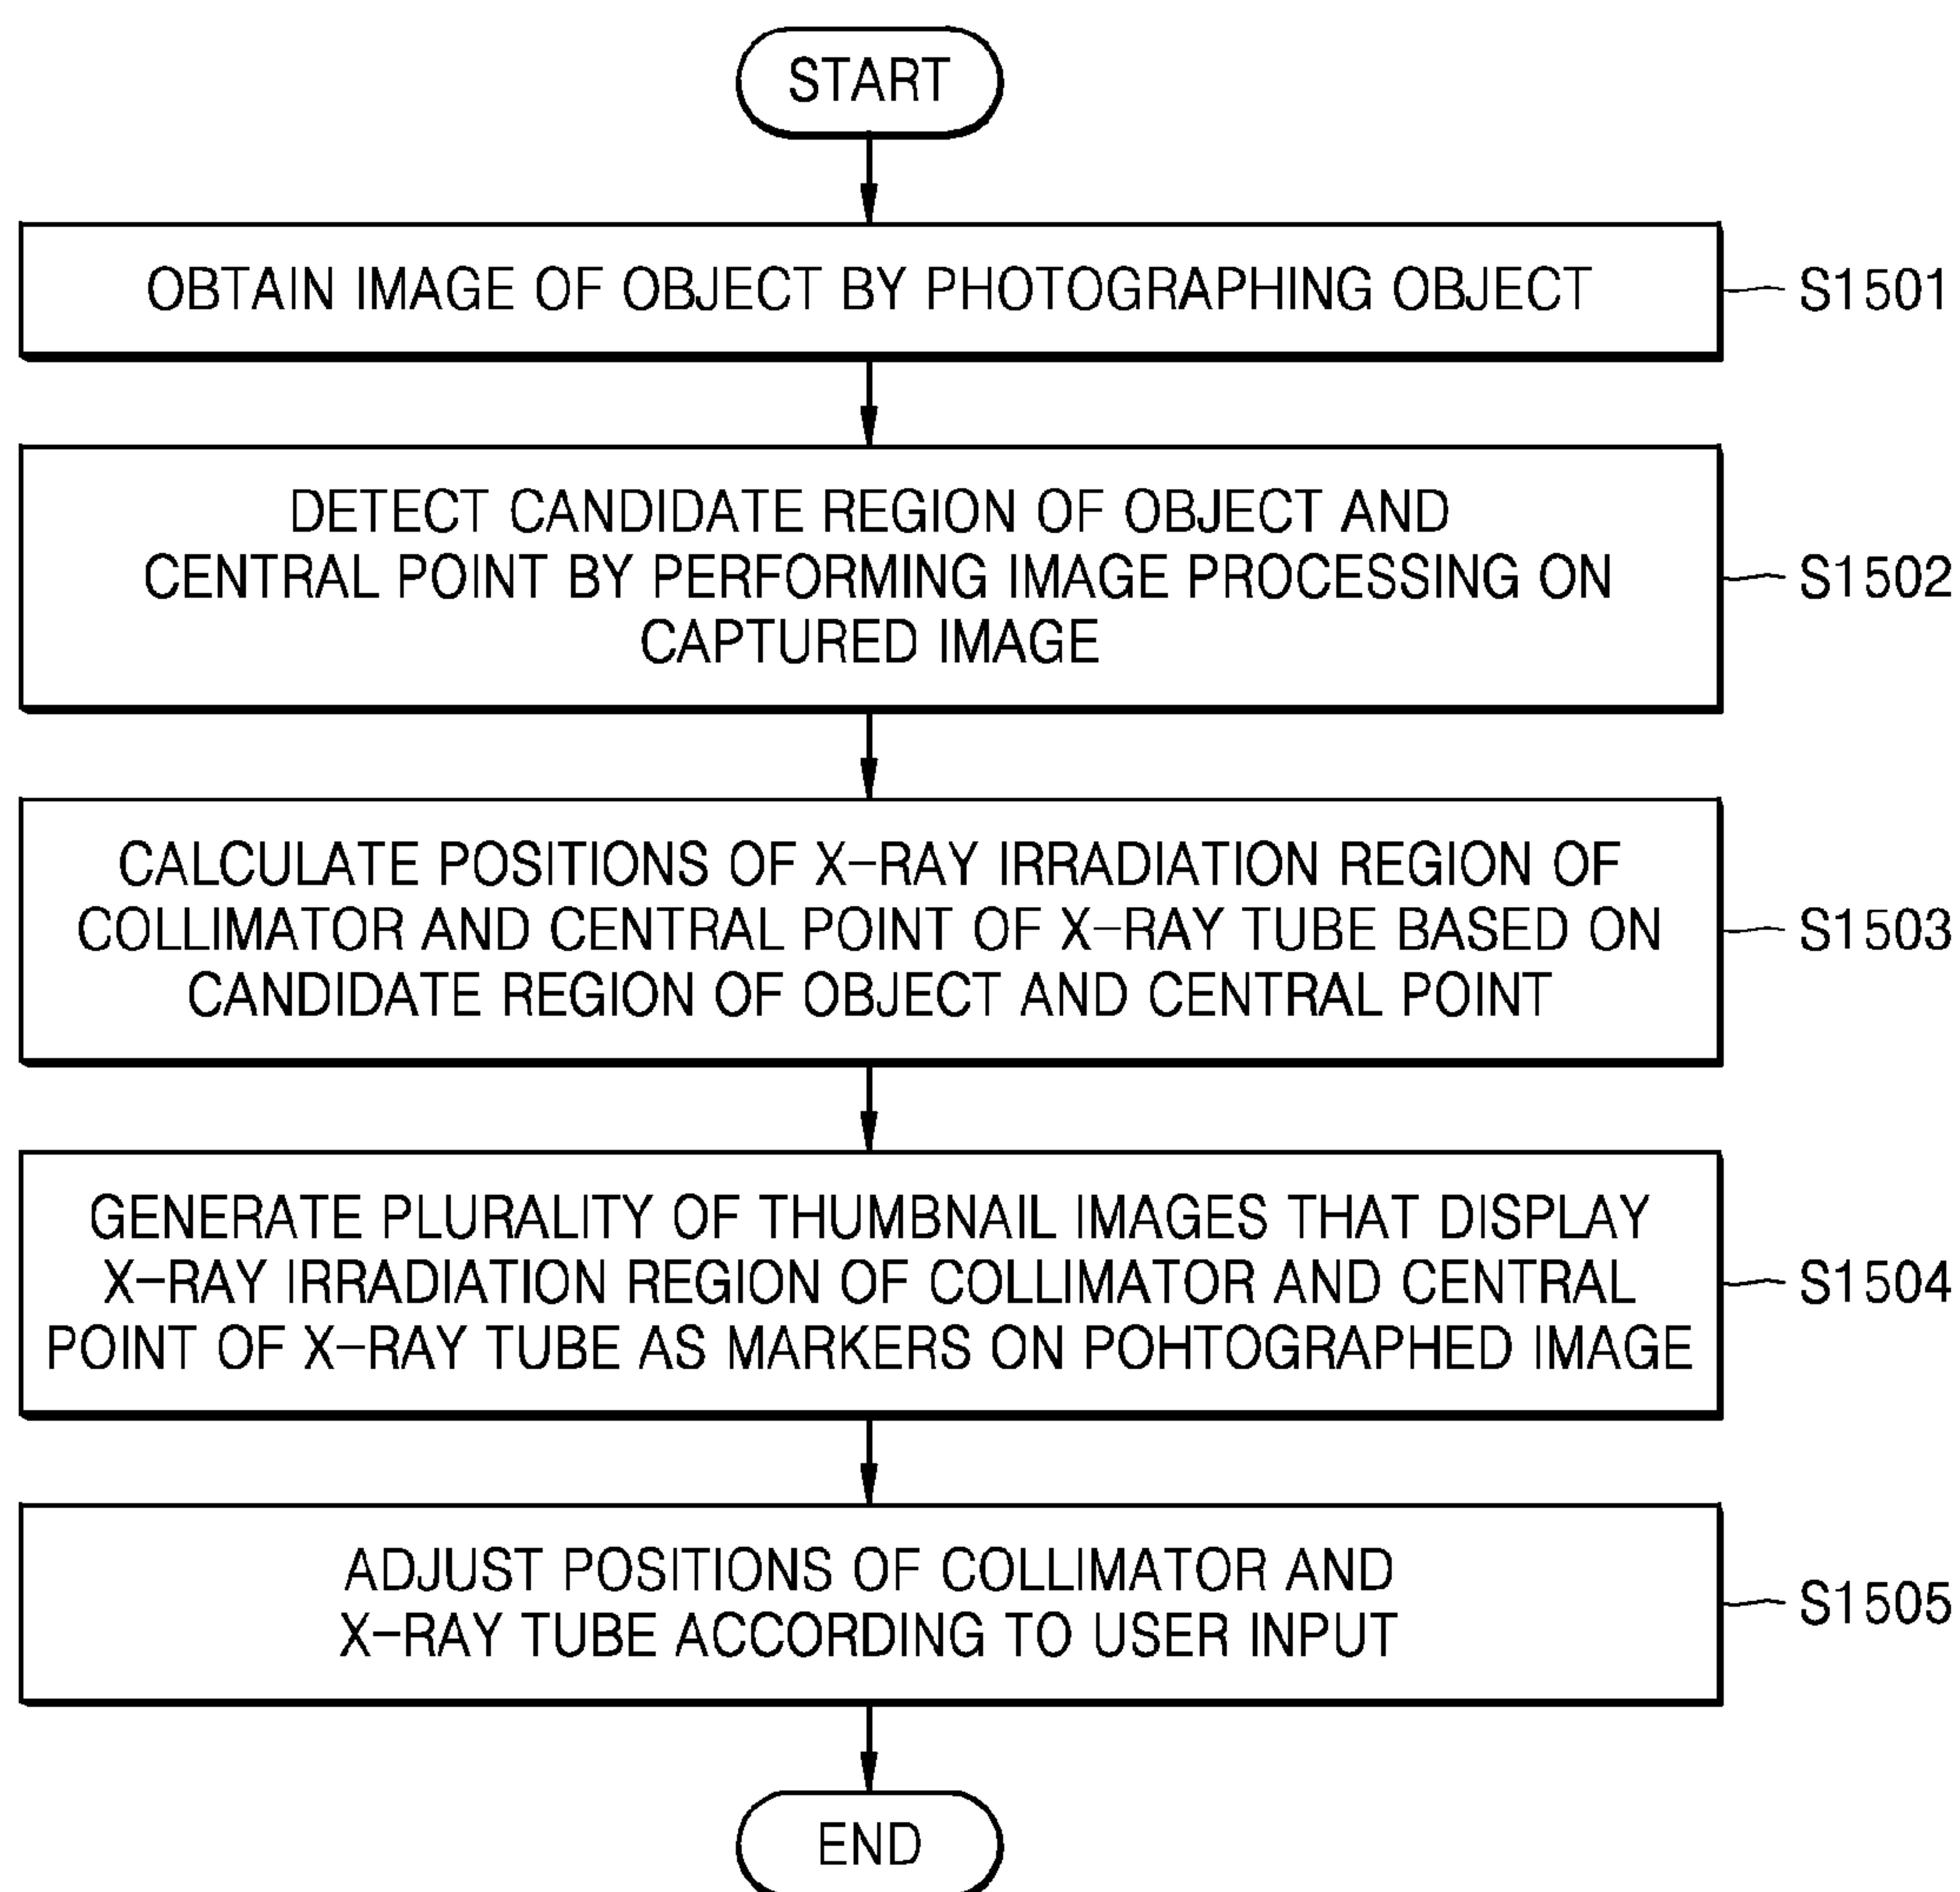 START
OBTAIN IMAGE OF OBJECT BY PHOTOGRAPHING OBJECT
S1501
DETECT CANDIDATE REGION OF OBJECT AND
CENTRAL POINT BY PERFORMING IMAGE PROCESSING ON
CAPTURED IMAGE
S1502
CALCULATE POSITIONS OF X-RAY IRRADIATION REGION OF
COLLIMATOR AND CENTRAL POINT OF X-RAY TUBE BASED ON
CANDIDATE REGION OF OBJECT AND CENTRAL POINT
S1503
GENERATE PLURALITY OF THUMBNAIL IMAGES THAT DISPLAY
X-RAY IRRADIATION REGION OF COLLIMATOR AND CENTRAL
POINT OF X-RAY TUBE AS MARKERS ON POHTOGRAPHED IMAGE
S1504
ADJUST POSITIONS OF COLLIMATOR AND
X-RAY TUBE ACCORDING TO USER INPUT
S1505
END